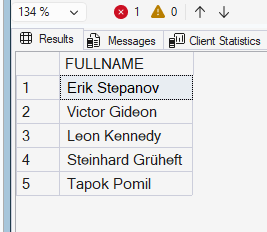 134 % 1 0
Results Messages Client Statistics
FULLNAME
1 Erik Stepanov
2 Victor Gideon
3 Leon Kennedy
4 Steinhard Grüheft
5 Tapok Pomil